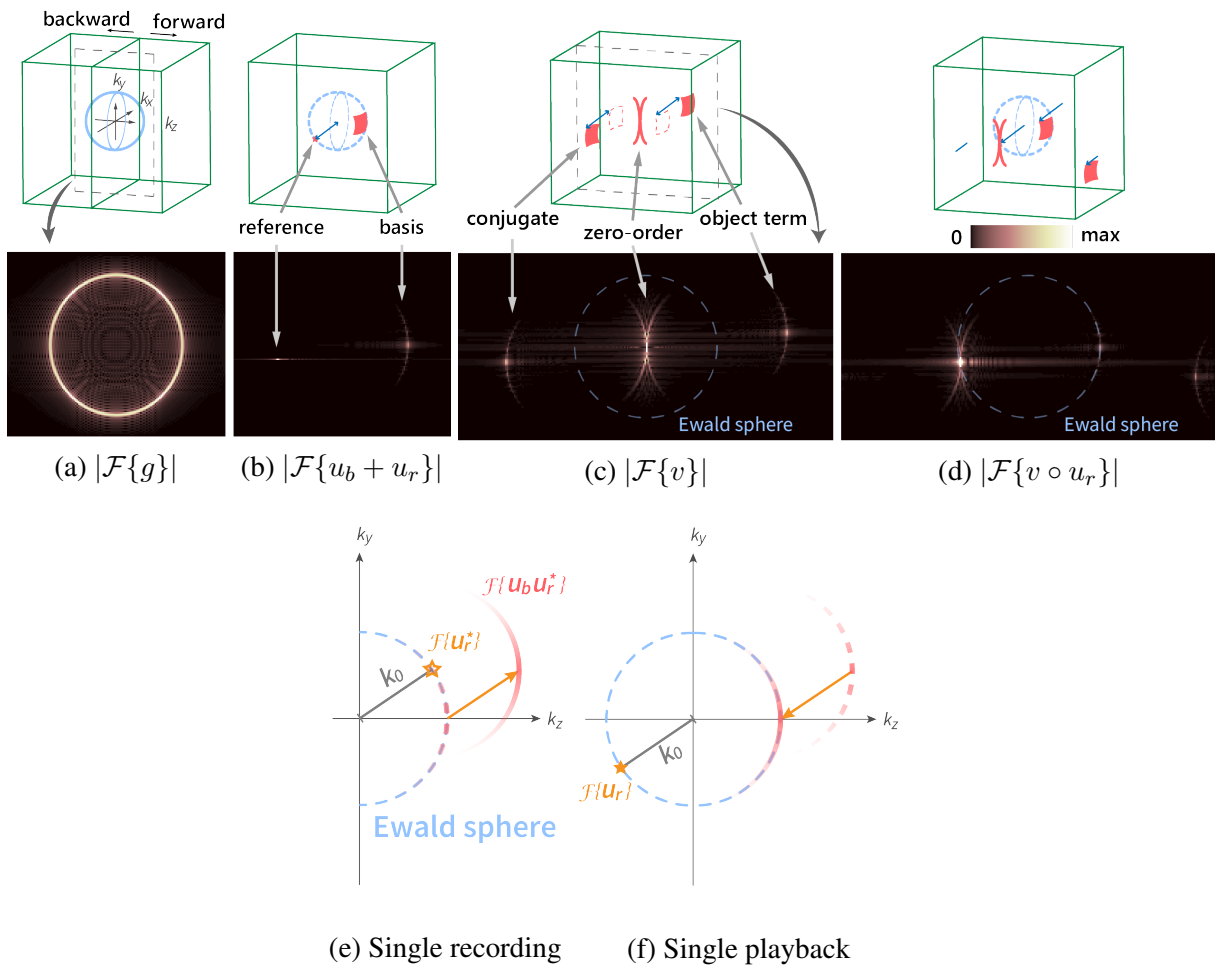 backward forward
k_y
k_x
k_z
reference basis
conjugate zero-order object term
0 max
Ewald sphere
Ewald sphere
(a) |ℱ{g}| (b) |ℱ{u_b + u_r}| (c) |ℱ{v}| (d) |ℱ{v ∘ u_r}|
k_y
ℱ{u_b u_r^*}
ℱ{u_r^*}
k_0
k_z
Ewald sphere
k_y
k_z
k_0
ℱ{u_r}
(e) Single recording (f) Single playback